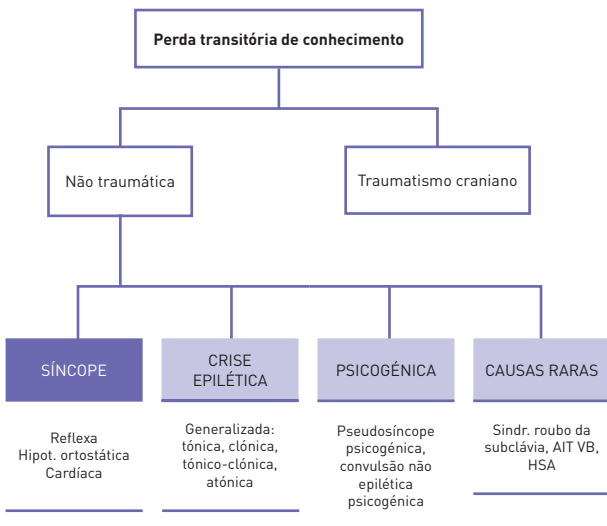 Perda transitória de conhecimento
Não traumática
Traumatismo craniano
SÍNCOPE
CRISE
EPILÉTICA
PSICOGÉNICA
CAUSAS RARAS
Reflexa
Hipot. ortostática
Cardíaca
Generalizada:
tónica, clónica,
tónico-clónica,
atónica
Pseudosíncope
psicogénica,
convulsão não
epilética
psicogénica
Sindr. roubo da
subclávia, AIT VB,
HSA